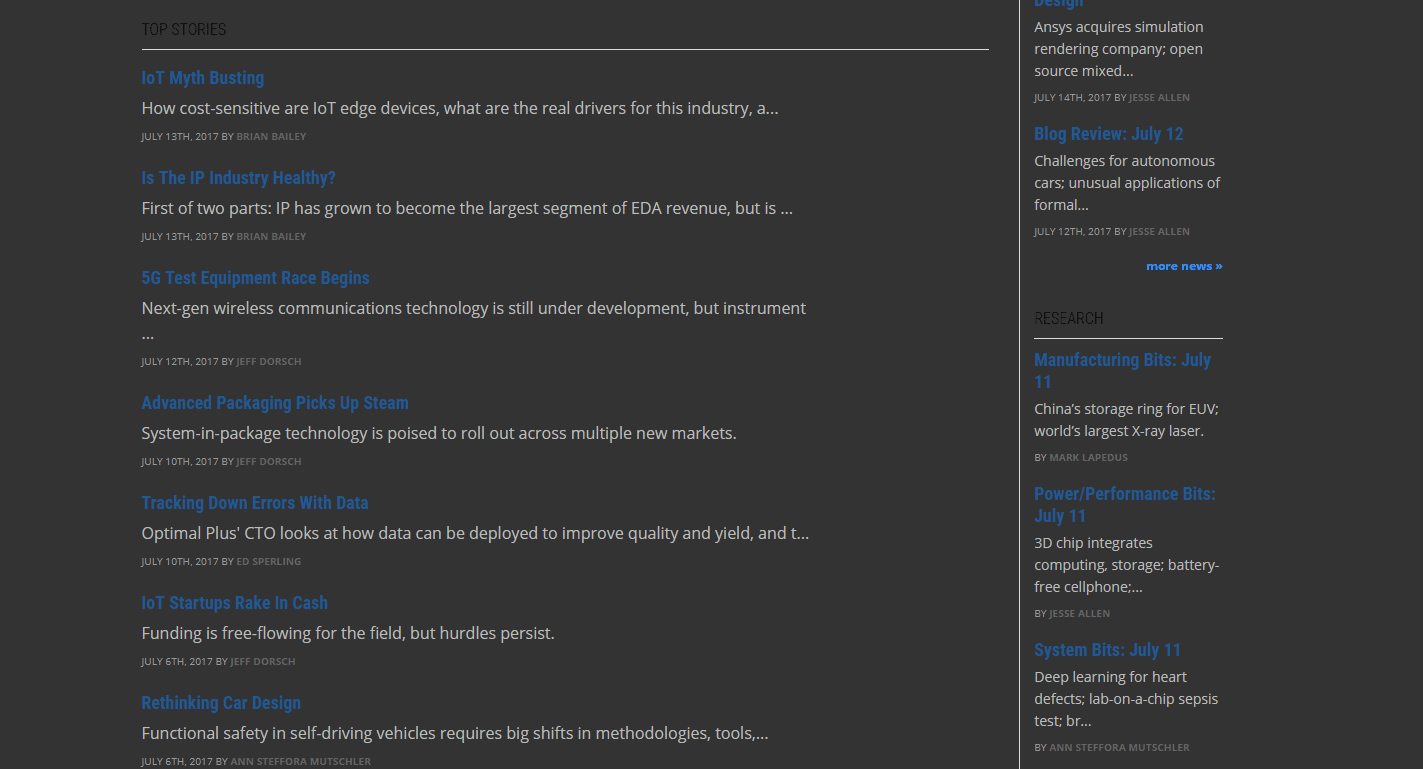 TOP STORIES
IoT Myth Busting
How cost-sensitive are IoT edge devices, what are the real drivers for this industry, a...
JULY 13TH, 2017 BY BRIAN BAILEY
Is The IP Industry Healthy?
First of two parts: IP has grown to become the largest segment of EDA revenue, but is ...
JULY 13TH, 2017 BY BRIAN BAILEY
5G Test Equipment Race Begins
Next-gen wireless communications technology is still under development, but instrument
...
JULY 12TH, 2017 BY JEFF DORSCH
Advanced Packaging Picks Up Steam
System-in-package technology is poised to roll out across multiple new markets.
JULY 10TH, 2017 BY JEFF DORSCH
Tracking Down Errors With Data
Optimal Plus' CTO looks at how data can be deployed to improve quality and yield, and t...
JULY 10TH, 2017 BY ED SPERLING
IoT Startups Rake In Cash
Funding is free-flowing for the field, but hurdles persist.
JULY 6TH, 2017 BY JEFF DORSCH
Rethinking Car Design
Functional safety in self-driving vehicles requires big shifts in methodologies, tools,...
JULY 6TH, 2017 BY ANN STEFFORA MUTSCHLER
Design
Ansys acquires simulation
rendering company; open
source mixed...
JULY 14TH, 2017 BY JESSE ALLEN
Blog Review: July 12
Challenges for autonomous
cars; unusual applications of
formal...
JULY 12TH, 2017 BY JESSE ALLEN
more news »
RESEARCH
Manufacturing Bits: July
11
China’s storage ring for EUV;
world’s largest X-ray laser.
BY MARK LAPEDUS
Power/Performance Bits:
July 11
3D chip integrates
computing, storage; battery-
free cellphone;...
BY JESSE ALLEN
System Bits: July 11
Deep learning for heart
defects; lab-on-a-chip sepsis
test; br...
BY ANN STEFFORA MUTSCHLER